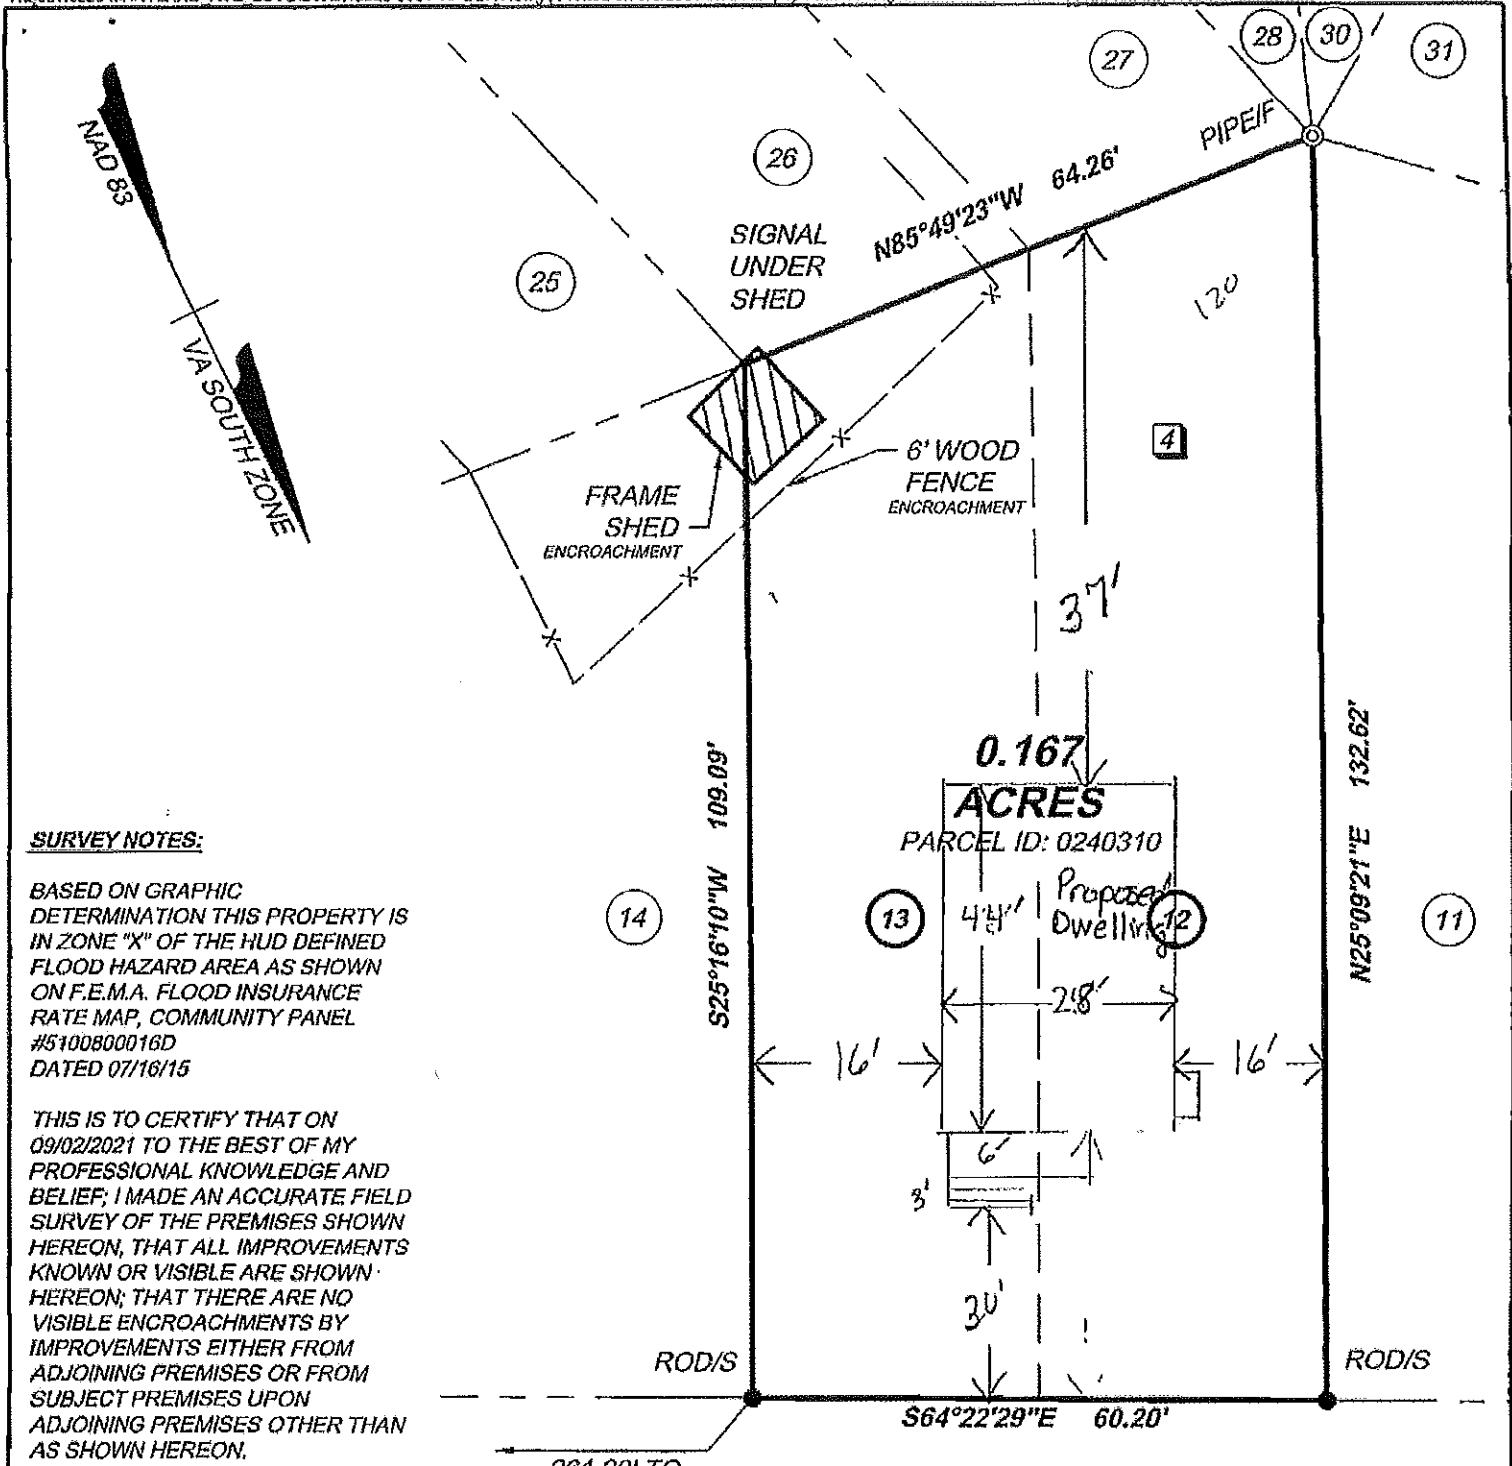 27
28
30
31
NAD 83
VA SOUTH ZONE
26
25
PIPE/F
N85°49'23"W 64.26'
SIGNAL
UNDER
SHED
120
4
6' WOOD
FENCE
ENCROACHMENT
FRAME
SHED
ENCROACHMENT
37'
0.167
ACRES
PARCEL ID: 0240310
Proposed
Dwelling
S25°16'10"W 109.09'
N25°09'21"E 132.62'
14
13
44'
12
11
28'
16'
16'
6'
3'
30'
ROD/S
ROD/S
S64°22'29"E 60.20'
SURVEY NOTES:
BASED ON GRAPHIC
DETERMINATION THIS PROPERTY IS
IN ZONE "X" OF THE HUD DEFINED
FLOOD HAZARD AREA AS SHOWN
ON F.E.M.A. FLOOD INSURANCE
RATE MAP, COMMUNITY PANEL
#5100800016D
DATED 07/16/15
THIS IS TO CERTIFY THAT ON
09/02/2021 TO THE BEST OF MY
PROFESSIONAL KNOWLEDGE AND
BELIEF; I MADE AN ACCURATE FIELD
SURVEY OF THE PREMISES SHOWN
HEREON, THAT ALL IMPROVEMENTS
KNOWN OR VISIBLE ARE SHOWN
HEREON; THAT THERE ARE NO
VISIBLE ENCROACHMENTS BY
IMPROVEMENTS EITHER FROM
ADJOINING PREMISES OR FROM
SUBJECT PREMISES UPON
ADJOINING PREMISES OTHER THAN
AS SHOWN HEREON.